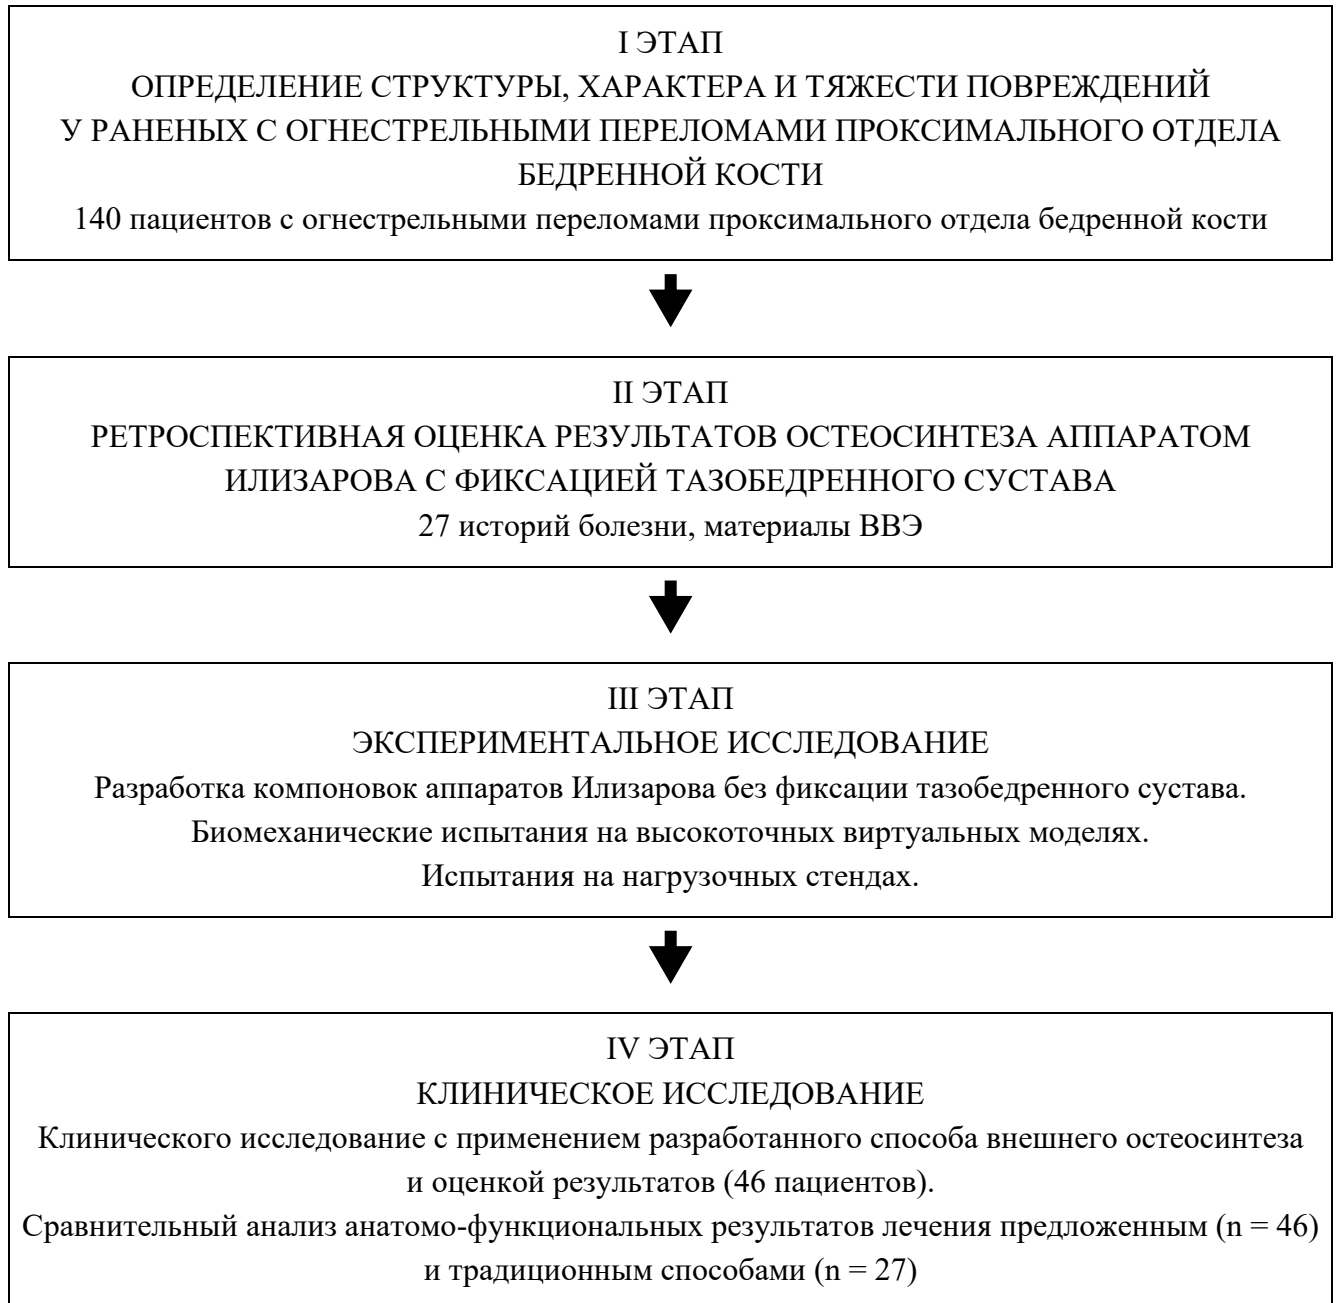 I ЭТАП
ОПРЕДЕЛЕНИЕ СТРУКТУРЫ, ХАРАКТЕРА И ТЯЖЕСТИ ПОВРЕЖДЕНИЙ
У РАНЕНЫХ С ОГНЕСТРЕЛЬНЫМИ ПЕРЕЛОМАМИ ПРОКСИМАЛЬНОГО ОТДЕЛА
БЕДРЕННОЙ КОСТИ
140 пациентов с огнестрельными переломами проксимального отдела бедренной кости
II ЭТАП
РЕТРОСПЕКТИВНАЯ ОЦЕНКА РЕЗУЛЬТАТОВ ОСТЕОСИНТЕЗА АППАРАТОМ
ИЛИЗАРОВА С ФИКСАЦИЕЙ ТАЗОБЕДРЕННОГО СУСТАВА
27 историй болезни, материалы ВВЭ
III ЭТАП
ЭКСПЕРИМЕНТАЛЬНОЕ ИССЛЕДОВАНИЕ
Разработка компоновок аппаратов Илизарова без фиксации тазобедренного сустава.
Биомеханические испытания на высокоточных виртуальных моделях.
Испытания на нагрузочных стендах.
IV ЭТАП
КЛИНИЧЕСКОЕ ИССЛЕДОВАНИЕ
Клинического исследование с применением разработанного способа внешнего остеосинтеза
и оценкой результатов (46 пациентов).
Сравнительный анализ анатомо-функциональных результатов лечения предложенным (n = 46)
и традиционным способами (n = 27)